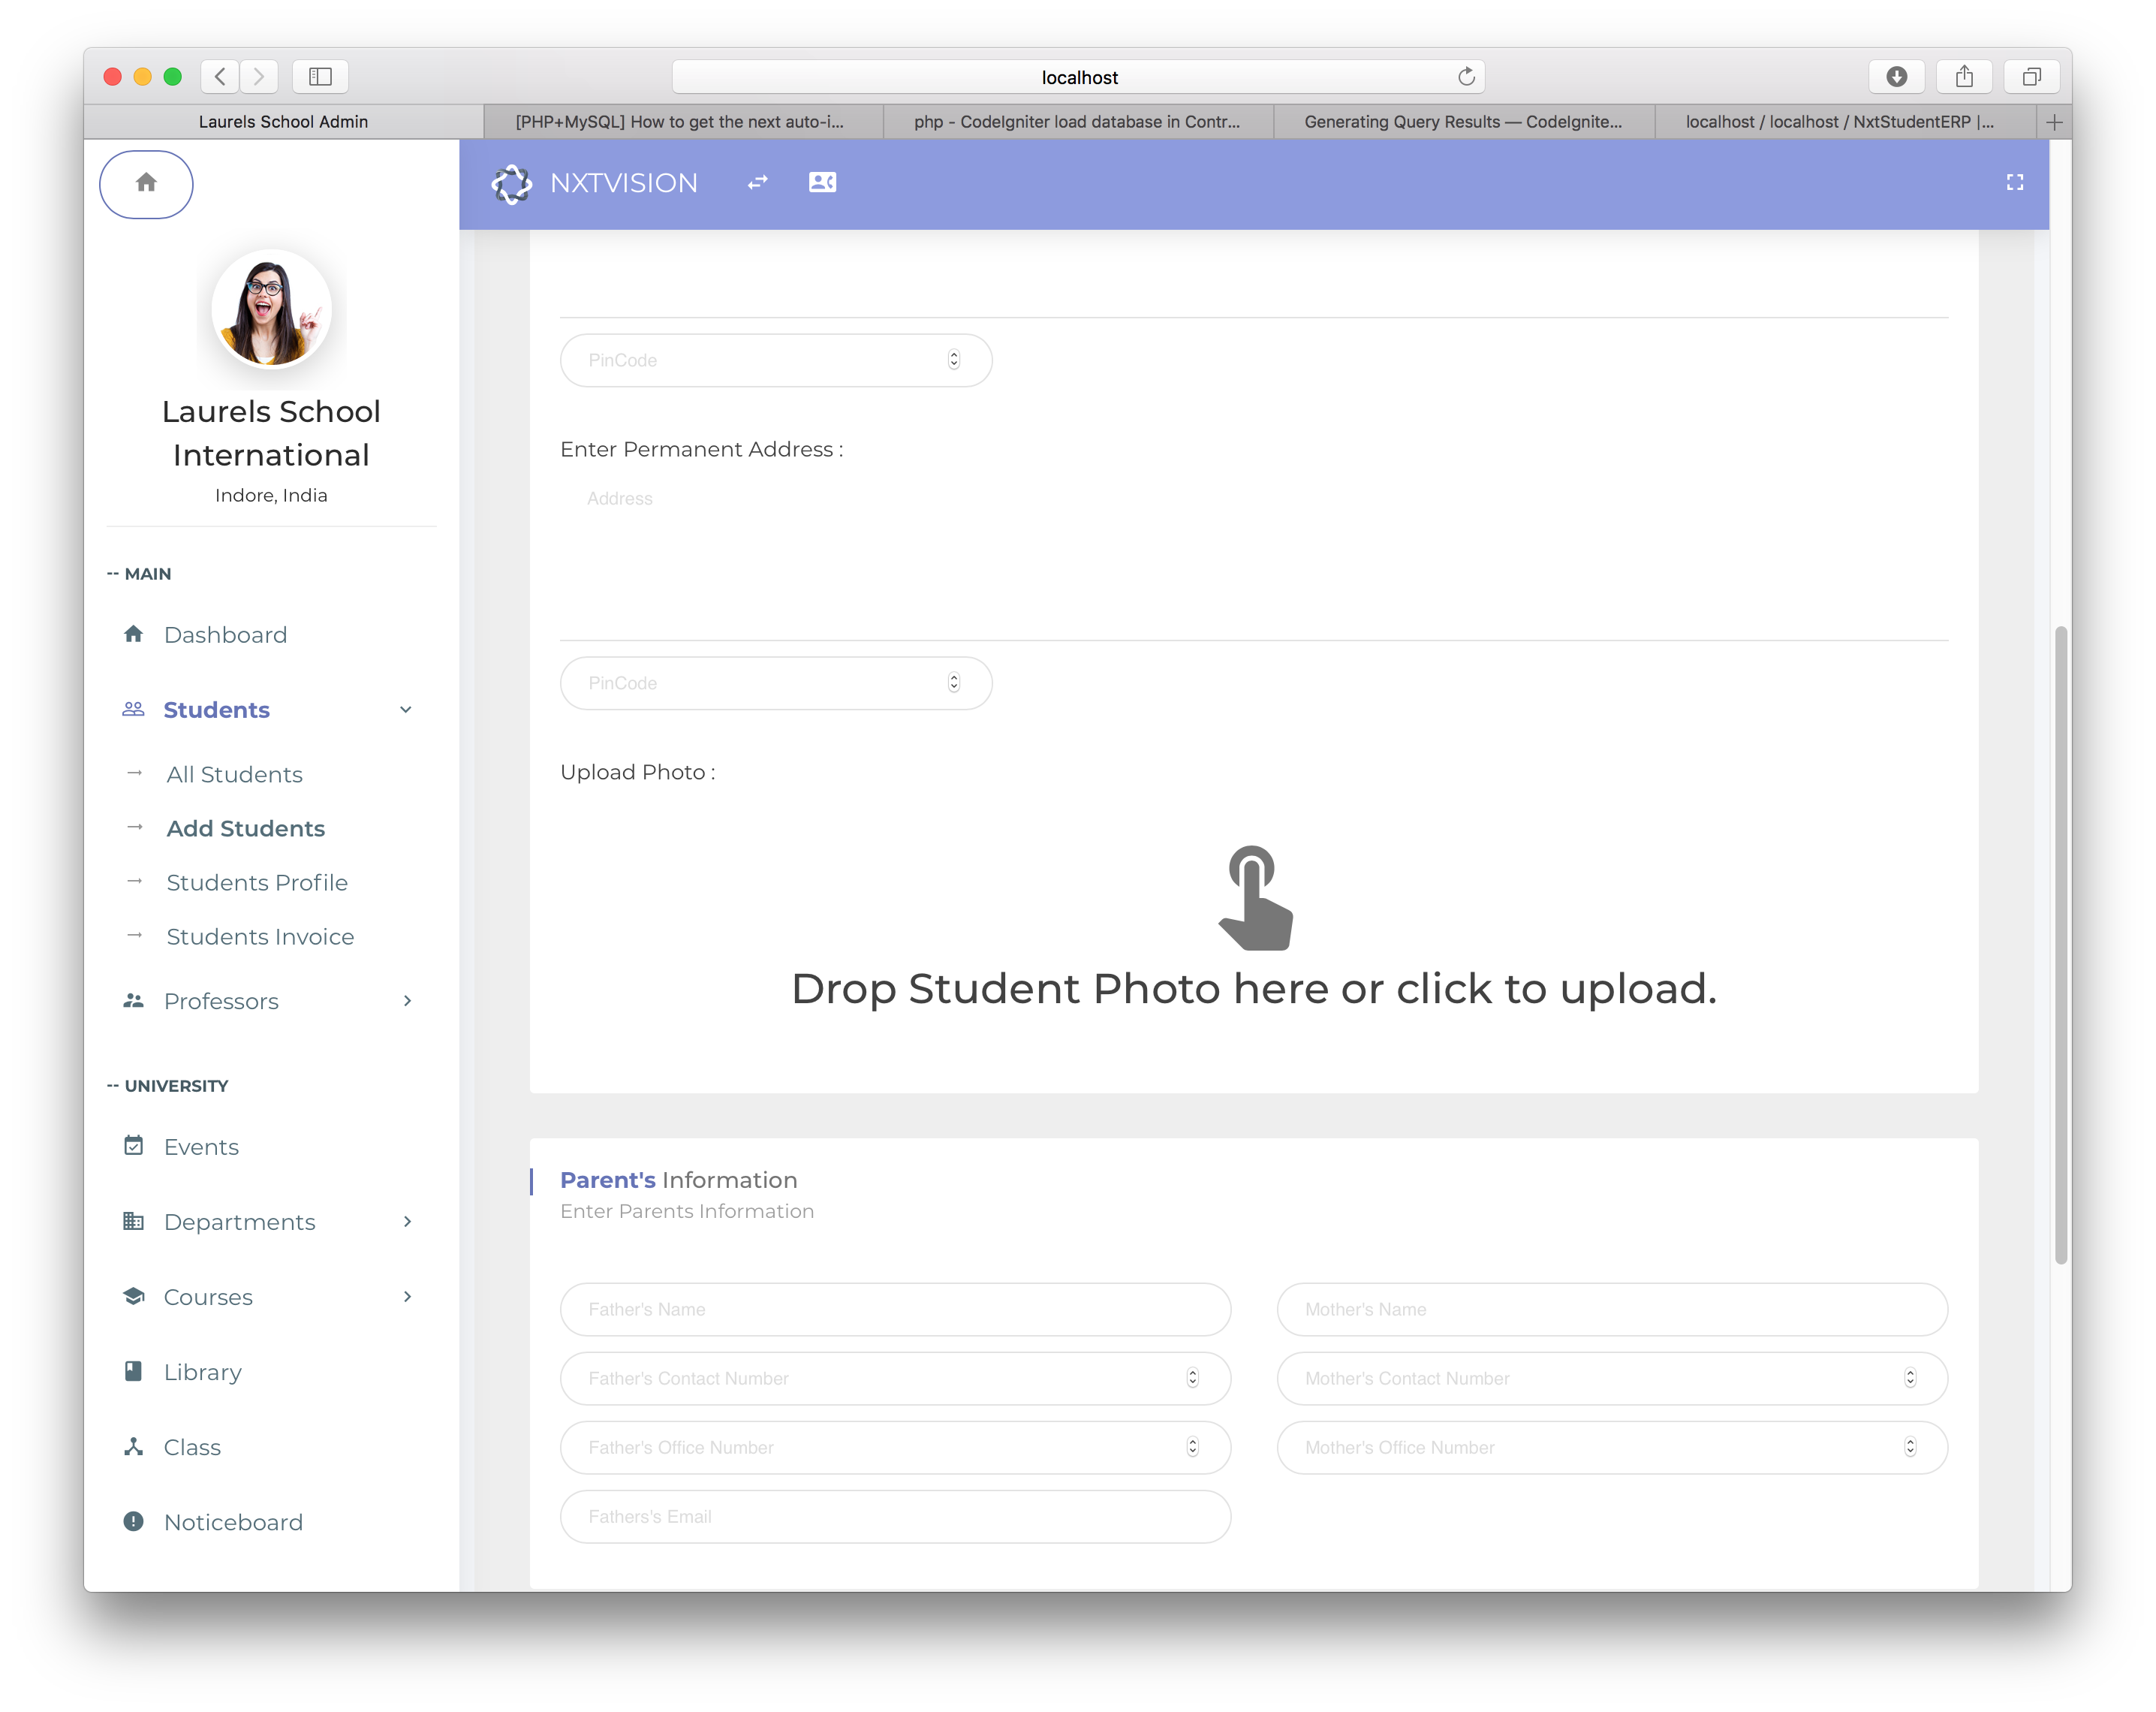 localhost
Laurels School Admin
[PHP+MySQL] How to get the next auto-i...
php - CodeIgniter load database in Contr...
Generating Query Results — CodeIgnite...
localhost / localhost / NxtStudentERP |...
NXTVISION
Laurels School
International
Indore, India
-- MAIN
Dashboard
Students
All Students
Add Students
Students Profile
Students Invoice
Professors
-- UNIVERSITY
Events
Departments
Courses
Library
Class
Noticeboard
PinCode
Enter Permanent Address :
Address
PinCode
Upload Photo :
Drop Student Photo here or click to upload.
Parent's Information
Enter Parents Information
Father's Name
Mother's Name
Father's Contact Number
Mother's Contact Number
Father's Office Number
Mother's Office Number
Fathers's Email